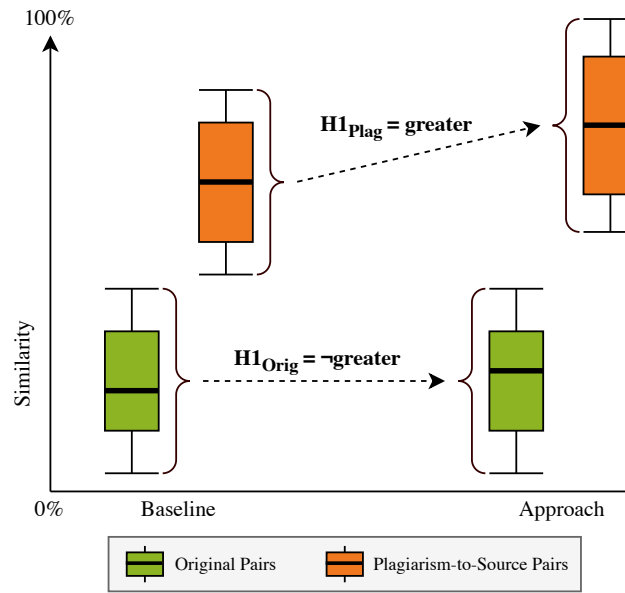 100%
H1Plag = greater
H1Orig = ¬greater
Similarity
0%
Baseline
Approach
Original Pairs
Plagiarism-to-Source Pairs